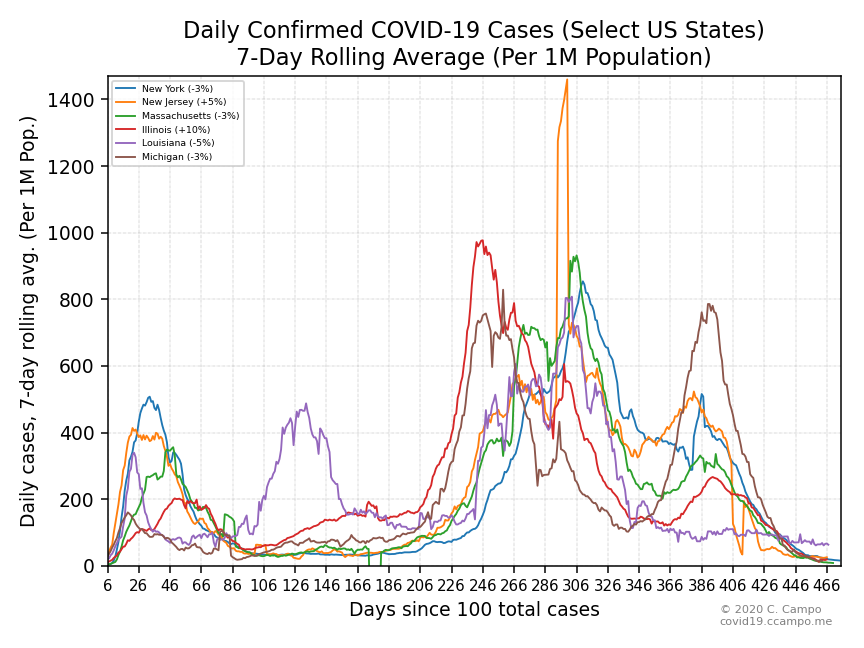 Daily Confirmed COVID-19 Cases (Select US States)
7-Day Rolling Average (Per 1M Population)
Daily cases, 7-day rolling avg. (Per 1M Pop.)
1400
1200
1000
800
600
400
200
0
New York (-3%)
New Jersey (+5%)
Massachusetts (-3%)
Illinois (+10%)
Louisiana (-5%)
Michigan (-3%)
6 26 46 66 86 106 126 146 166 186 206 226 246 266 286 306 326 346 366 386 406 426 446 466
Days since 100 total cases
© 2020 C. Campo
covid19.ccampo.me